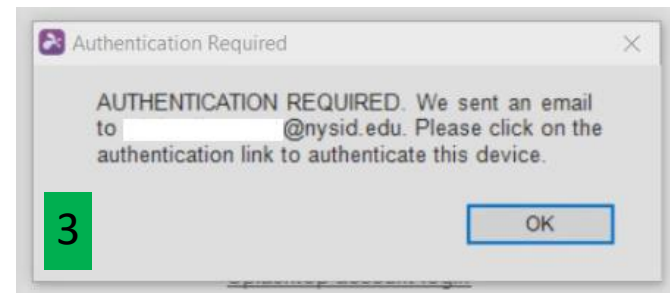 Authentication Required
AUTHENTICATION REQUIRED. We sent an email
to @nysid.edu. Please click on the
authentication link to authenticate this device.
3
OK